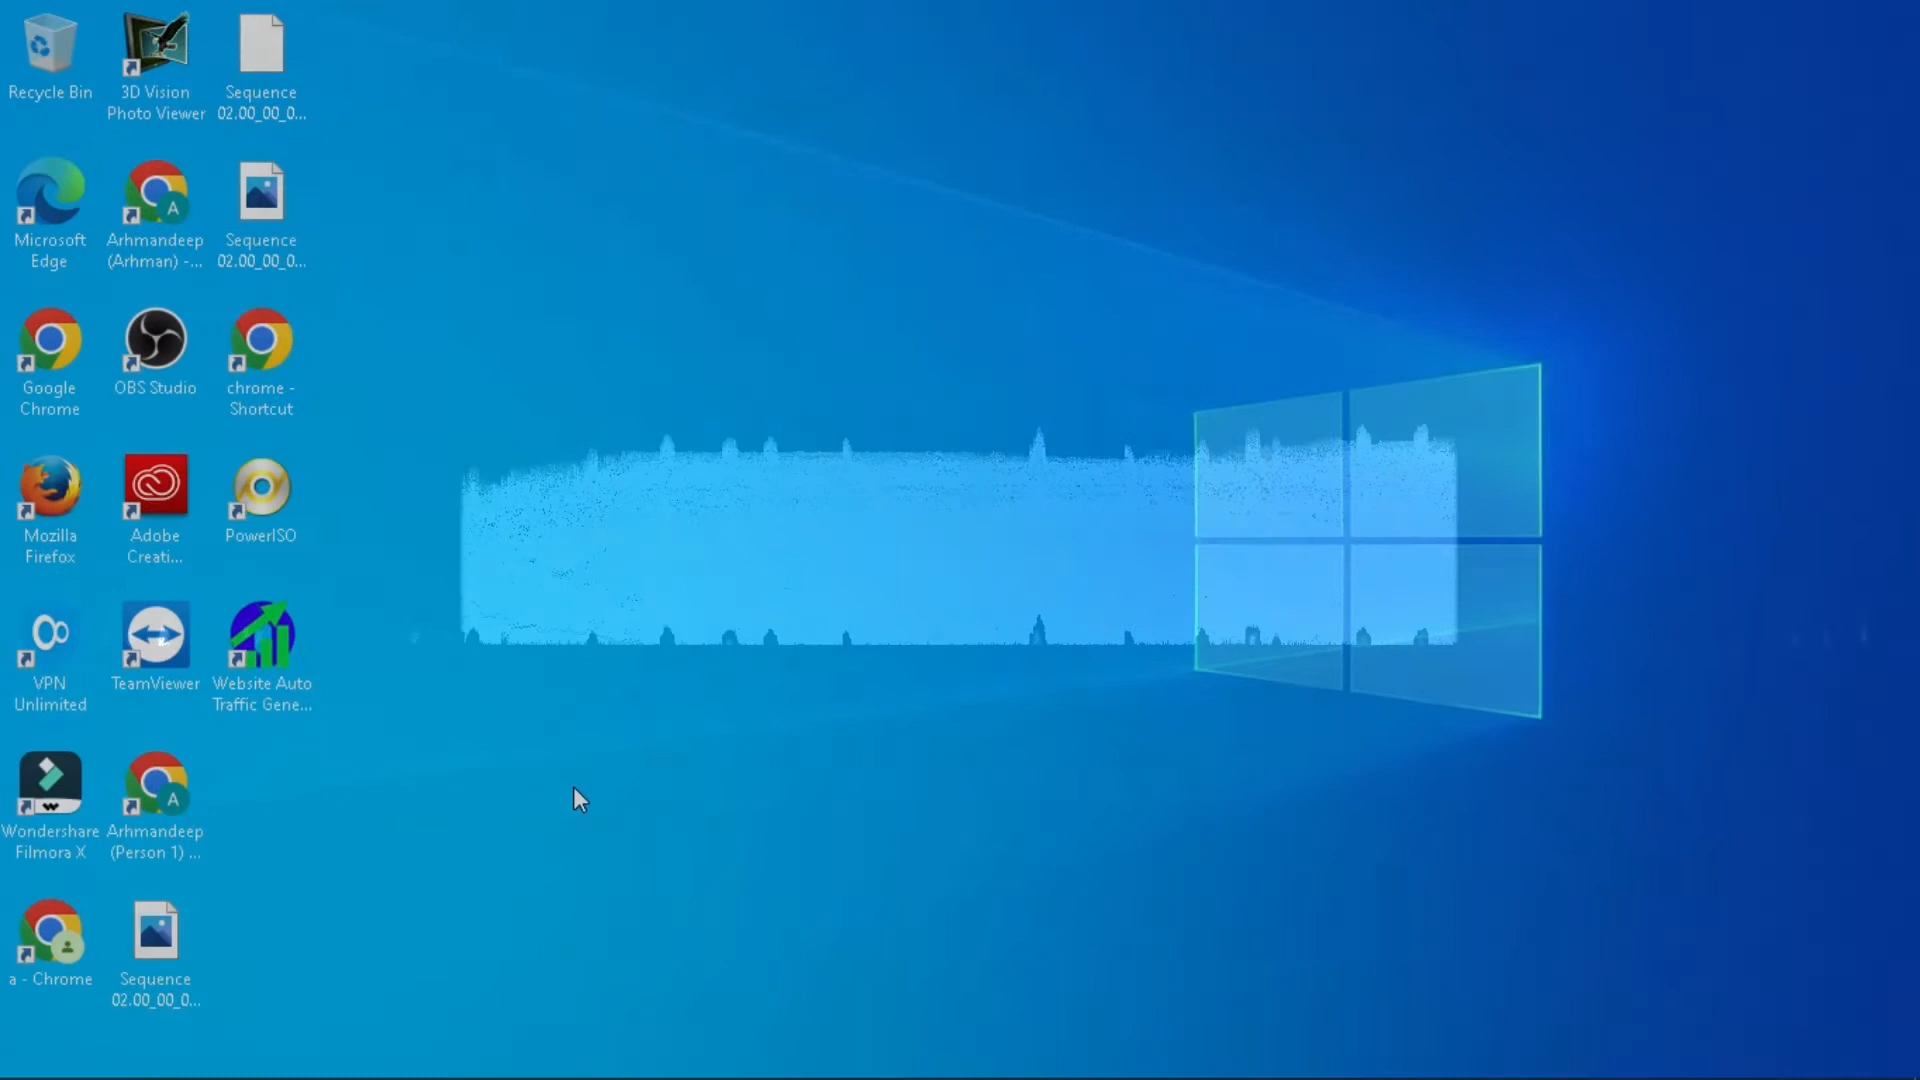 Recycle Bin
3D Vision
Photo Viewer
Sequence
02.00_00_0...
Microsoft
Edge
A
Arhmandeep
(Arhman) -...
Sequence
02.00_00_0...
Google
Chrome
OBS Studio
chrome -
Shortcut
Mozilla
Firefox
Adobe
Creati...
PowerISO
VPN
Unlimited
TeamViewer
Website Auto
Traffic Gene...
Wondershare
Filmora X
A
Arhmandeep
(Person 1) ...
a - Chrome
Sequence
02.00_00_0...